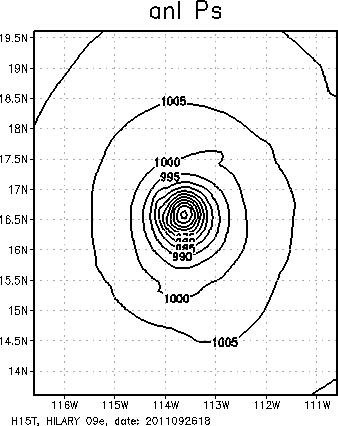 anl Ps
19.5N
19N
18.5N
1005
18N
17.5N
1000
17N
995
16.5N
16N
985
990
15.5N
1000
15N
1005
14.5N
14N
116W 115W 114W 113W 112W 111W
H15T, HILARY 09e, date: 2011092618